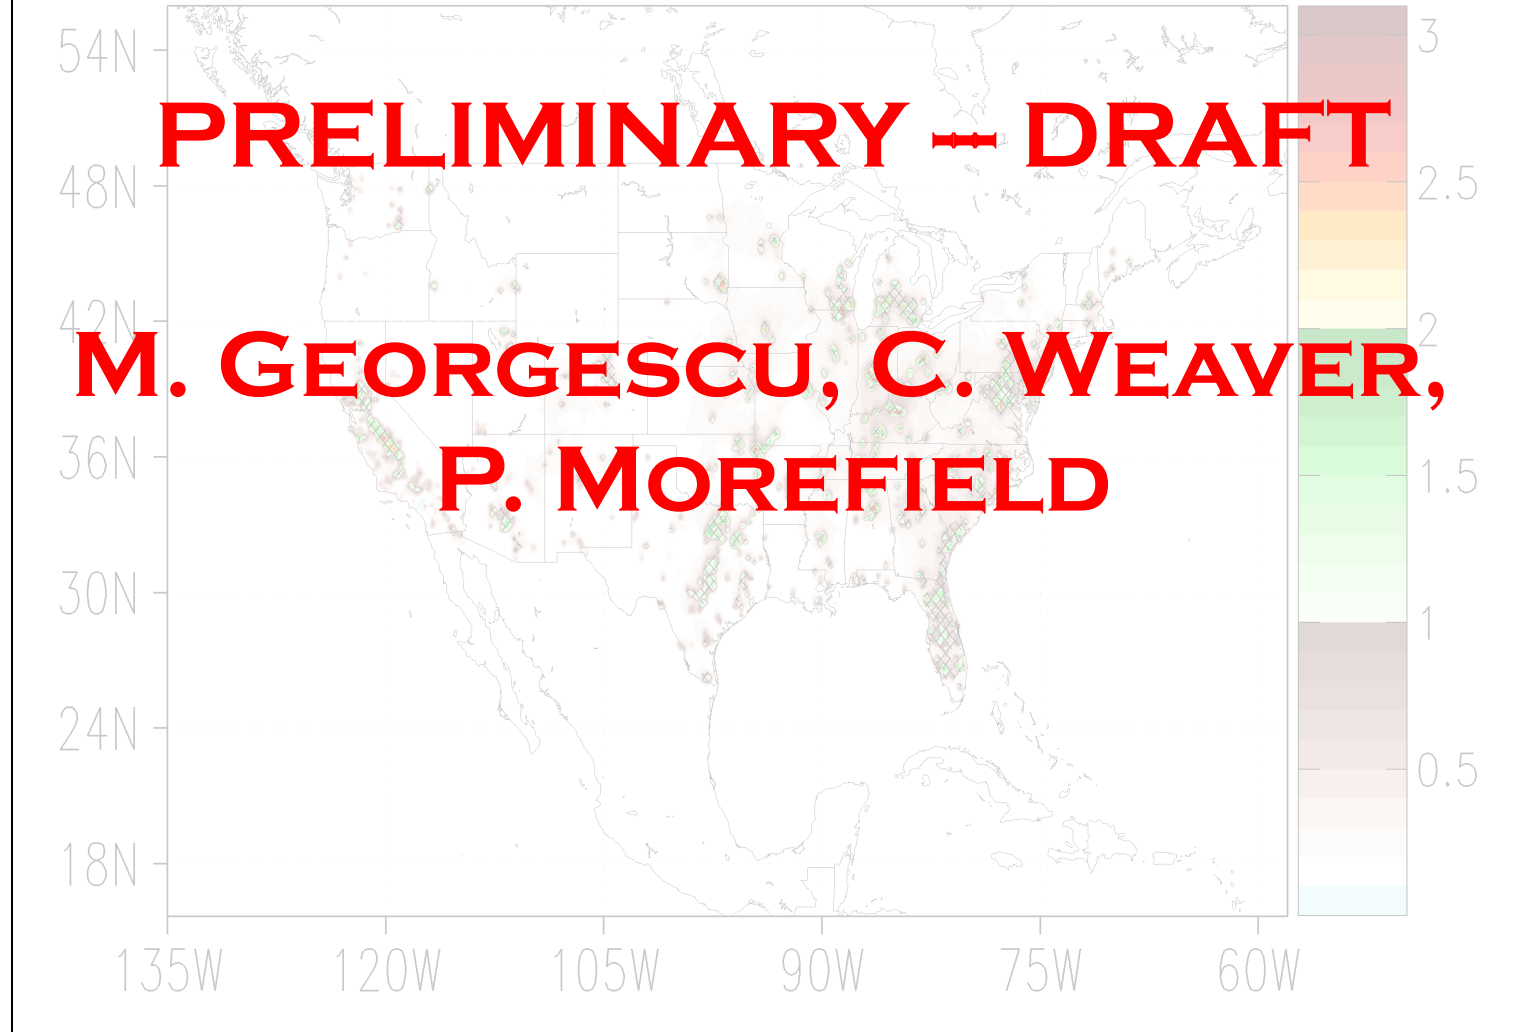 54N
3
PRELIMINARY -- DRAFT
48N
2.5
42N
2
M. GEORGESCU, C. WEAVER,
P. MOREFIELD
36N
1.5
30N
1
24N
0.5
18N
135W 120W 105W 90W 75W 60W